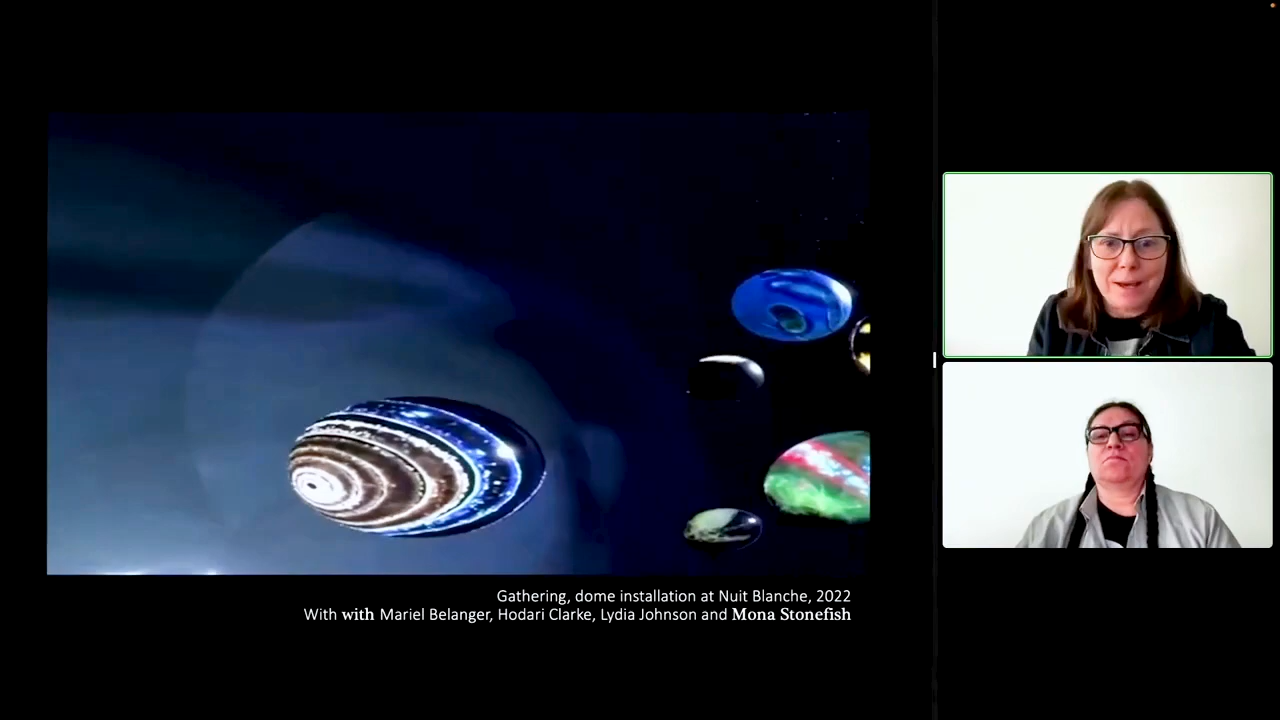 Gathering, dome installation at Nuit Blanche, 2022
With with Mariel Belanger, Hodari Clarke, Lydia Johnson and Mona Stonefish